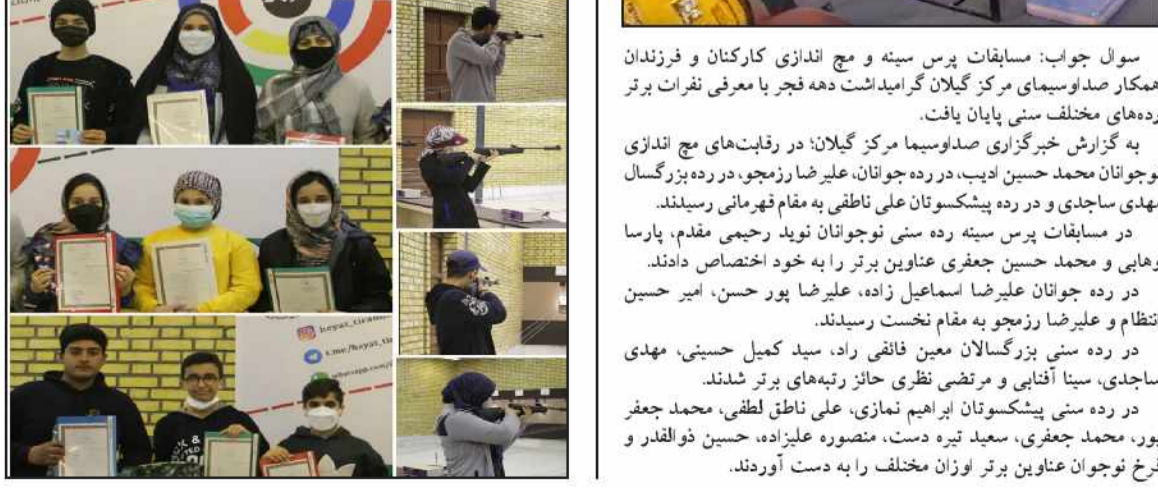 سوال جواب: مسابقات پرس سینه و مچ اندازی کارکنان و فرزندان
همکار صداوسیمای مرکز گیلان گرامیداشت دهه فجر با معرفی نفرات برتر
رده‌های مختلف سنی پایان یافت.
به گزارش خبرگزاری صداوسیما مرکز گیلان؛ در رقابت‌های مچ اندازی
نوجوانان محمد حسین ادیب، در رده جوانان، علیرضا رزمجو، در رده بزرگسال
مهدی ساجدی و در رده پیشکسوتان علی ناطقی به مقام قهرمانی رسیدند.
در مسابقات پرس سینه رده سنی نوجوانان نوید رحیمی مقدم، پارسا
وهابی و محمد حسین جعفری عناوین برتر را به خود اختصاص دادند.
در رده جوانان علیرضا اسماعیل زاده، علیرضا پور حسن، امیر حسین
انتظام و علیرضا رزمجو به مقام نخست رسیدند.
در رده سنی بزرگسالان معین فائقی راد، سید کمیل حسینی، مهدی
ساجدی، سینا آفتابی و مرتضی نظری حائز رتبه‌های برتر شدند.
در رده سنی پیشکسوتان ابراهیم نمازی، علی ناطق لطفی، محمد جعفر
پور، محمد جعفری، سعید تیره دست، منصوره علیزاده، حسین ذوالقدر و
فرخ نوجوان عناوین برتر اوزان مختلف را به دست آوردند.
t.me/heyat_tir